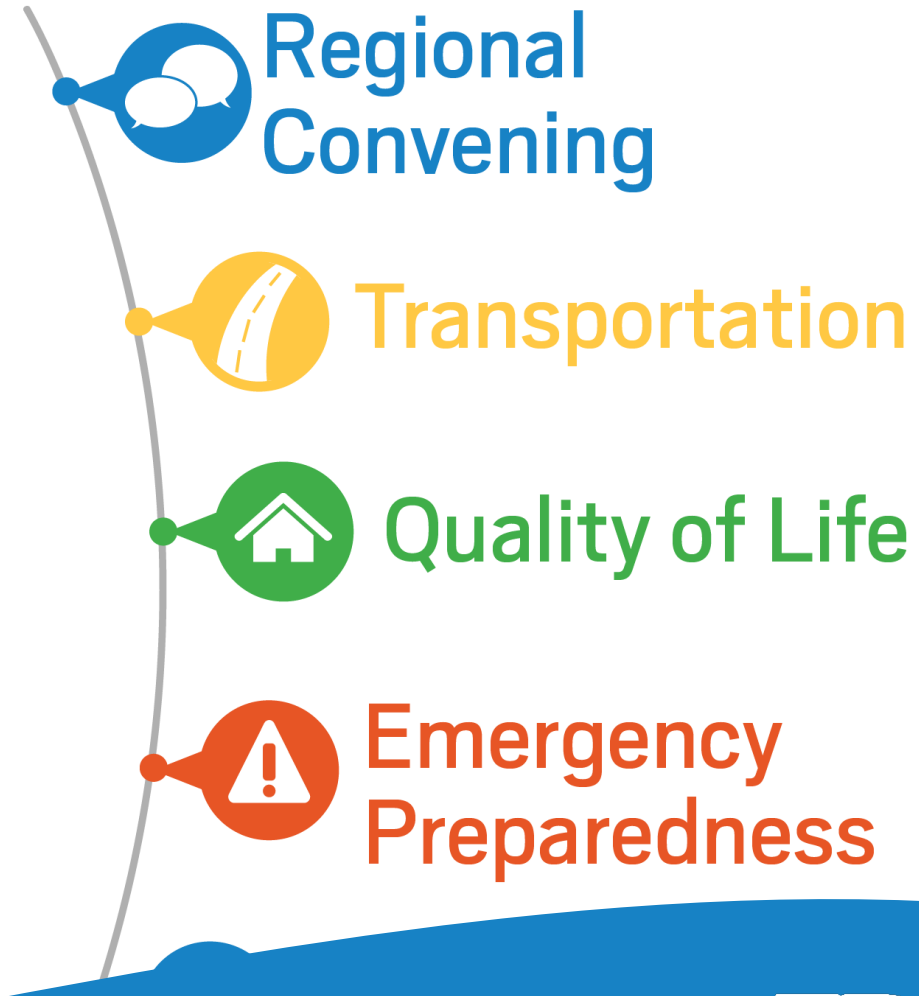 Regional
Convening
Transportation
Quality of Life
Emergency
Preparedness